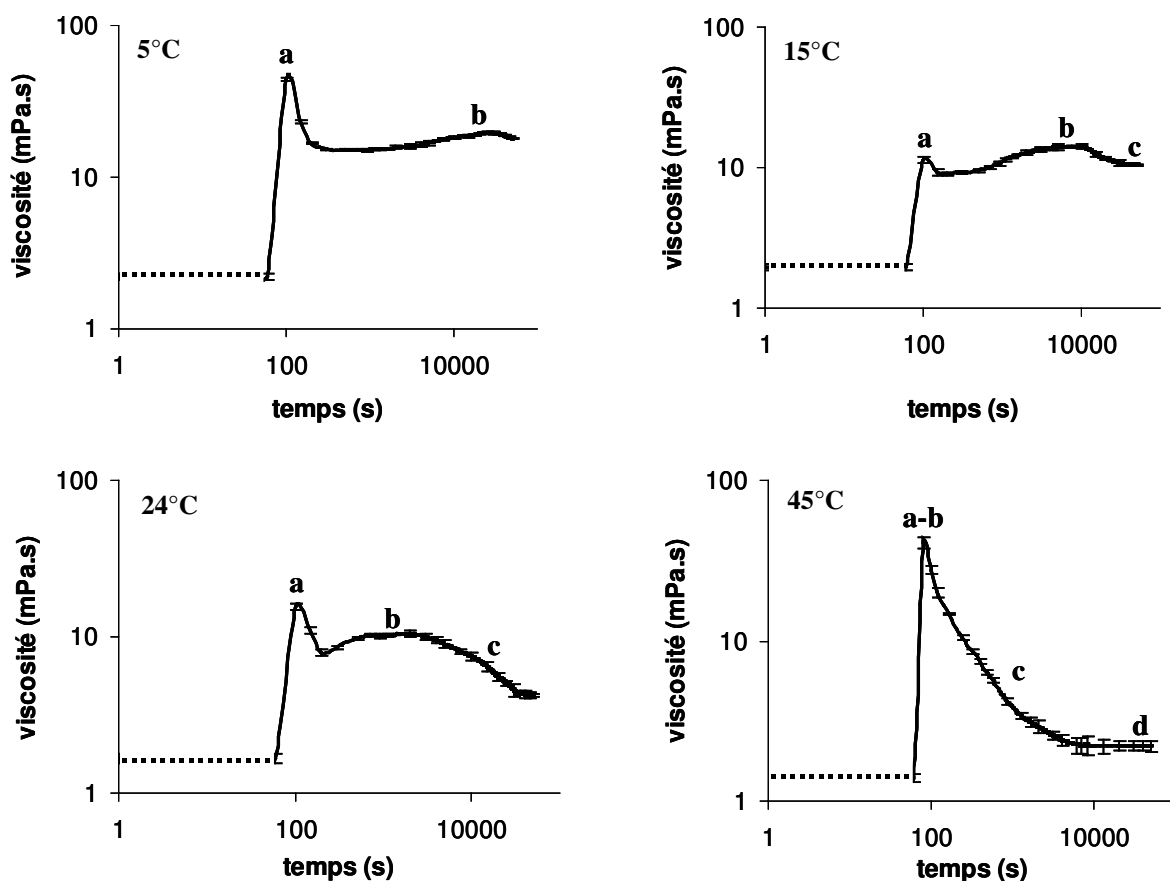 5°C
viscosité (mPa.s)
100
10
1
a
b
1
100
10000
temps (s)
15°C
viscosité (mPa.s)
100
10
1
a
b
c
1
100
10000
temps (s)
24°C
viscosité (mPa.s)
100
10
1
a
b
c
1
100
10000
temps (s)
45°C
viscosité (mPa.s)
100
10
1
a-b
c
d
1
100
10000
temps (s)